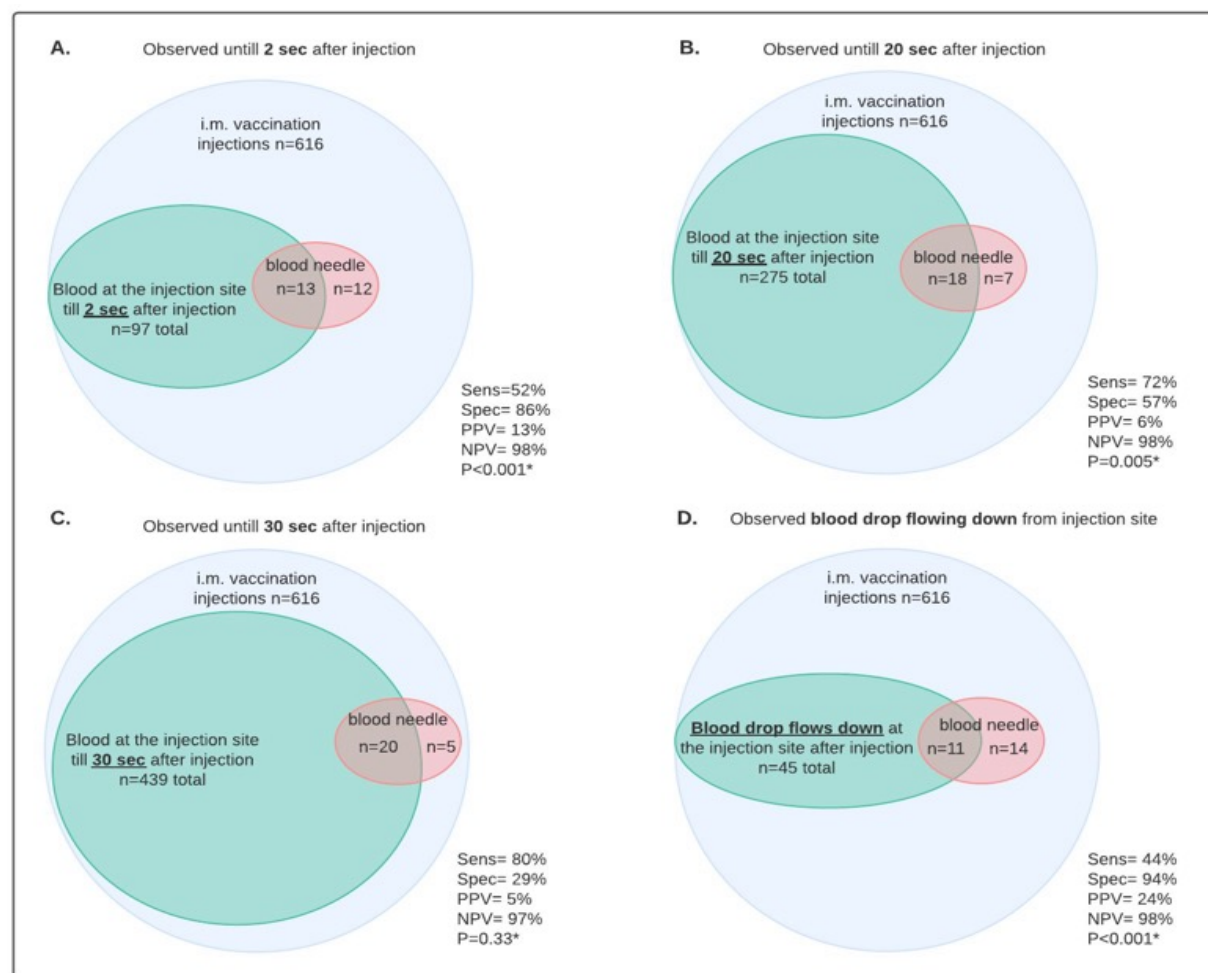 A. Observed untill 2 sec after injection
i.m. vaccination
injections n=616
Blood at the injection site
till 2 sec after injection
n=97 total
blood needle
n=13 n=12
Sens=52%
Spec= 86%
PPV= 13%
NPV= 98%
P<0.001*
B. Observed untill 20 sec after injection
i.m. vaccination
injections n=616
Blood at the injection site
till 20 sec after injection
n=275 total
blood needle
n=18 n=7
Sens= 72%
Spec= 57%
PPV= 6%
NPV= 98%
P=0.005*
C. Observed untill 30 sec after injection
i.m. vaccination
injections n=616
Blood at the injection site
till 30 sec after injection
n=439 total
blood needle
n=20 n=5
Sens= 80%
Spec= 29%
PPV= 5%
NPV= 97%
P=0.33*
D. Observed blood drop flowing down from injection site
i.m. vaccination
injections n=616
Blood drop flows down at
the injection site after injection
n=45 total
blood needle
n=11 n=14
Sens= 44%
Spec= 94%
PPV= 24%
NPV= 98%
P<0.001*